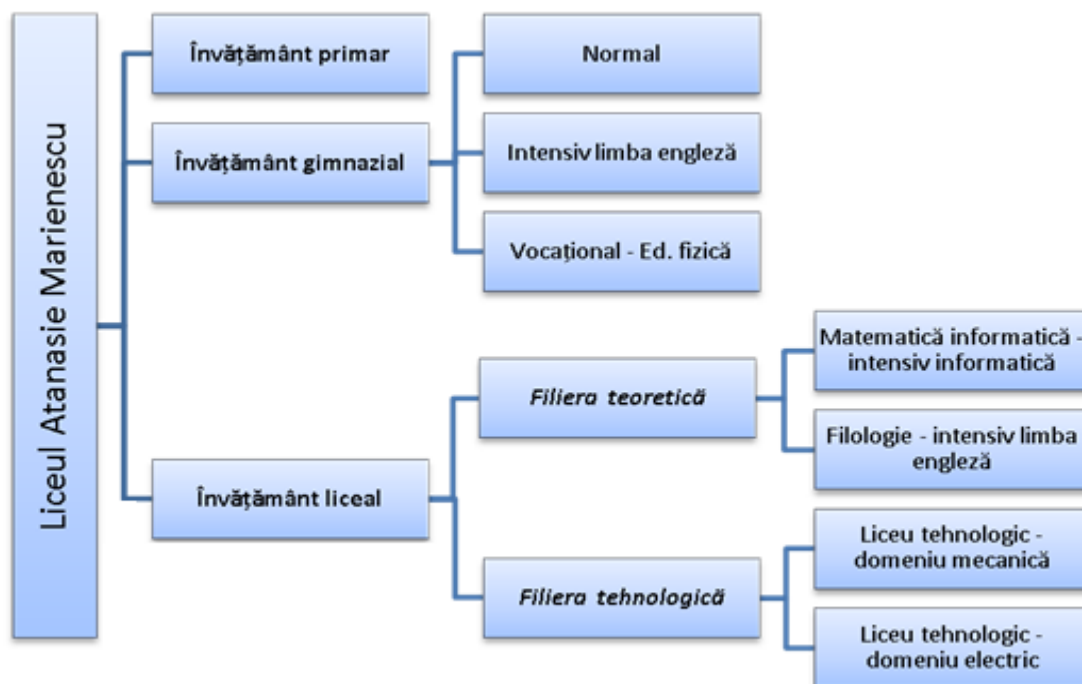 Liceul Atanasie Marienescu
Învățământ primar
Învățământ gimnazial
Normal
Intensiv limba engleză
Vocațional - Ed. fizică
Învățământ liceal
Filiera teoretică
Matematică informatică -
intensiv informatică
Filologie - intensiv limba
engleză
Filiera tehnologică
Liceu tehnologic -
domeniu mecanică
Liceu tehnologic -
domeniu electric